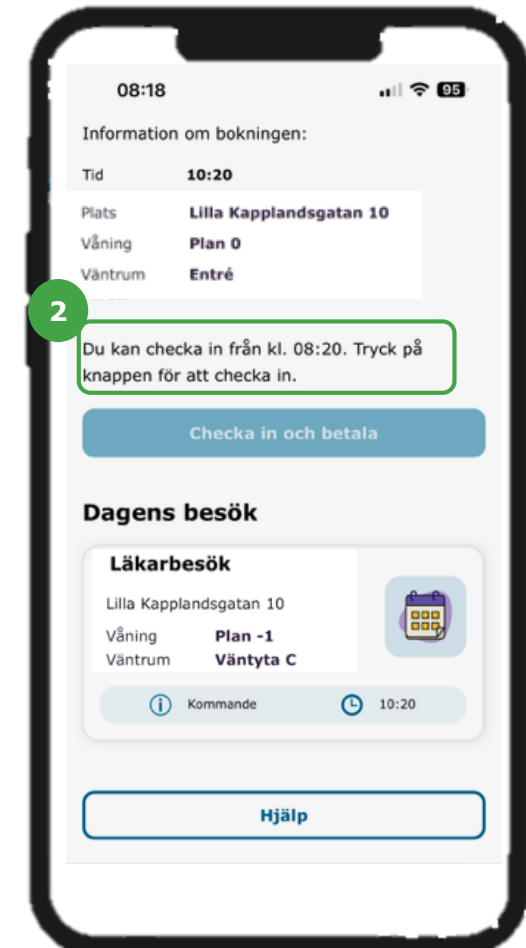 08:18 95
Information om bokningen:
Tid 10:20
Plats Lilla Kapplandsgatan 10
Våning Plan 0
Väntrum Entré
2
Du kan checka in från kl. 08:20. Tryck på
knappen för att checka in.
Checka in och betala
Dagens besök
Läkarbesök
Lilla Kapplandsgatan 10
Våning Plan -1
Väntrum Väntyta C
Kommande 10:20
Hjälp